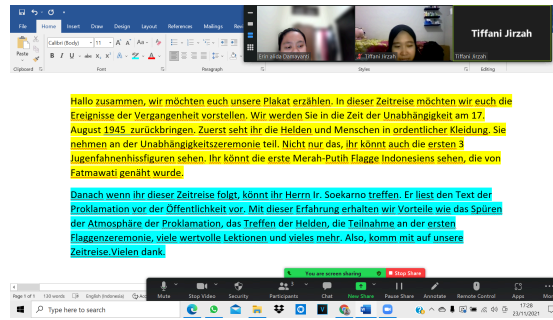 File Home Insert Draw Design Layout References Mailings Rev
Paste
Calibri (Body) 11
Clipboard Font Paragraph Styles Editing
Erin alicia Damayanti
Tiffani Jirzah
Tiffani Jirzah
Tiffani Jirzah
Hallo zusammen, wir möchten euch unsere Plakat erzählen. In dieser Zeitreise möchten wir euch die
Ereignisse der Vergangenheit vorstellen. Wir werden Sie in die Zeit der Unabhängigkeit am 17.
August 1945 zurückbringen. Zuerst seht ihr die Helden und Menschen in ordentlicher Kleidung. Sie
nehmen an der Unabhängigkeitszeremonie teil. Nicht nur das, ihr könnt auch die ersten 3
Jugenfahnenhissfiguren sehen. Ihr könnt die erste Merah-Putih Flagge Indonesiens sehen, die von
Fatmawati genäht wurde.
Danach wenn ihr dieser Zeitreise folgt, könnt ihr Herrn Ir. Soekarno treffen. Er liest den Text der
Proklamation vor der Öffentlichkeit vor. Mit dieser Erfahrung erhalten wir Vorteile wie das Spüren
der Atmosphäre der Proklamation, das Treffen der Helden, die Teilnahme an der ersten
Flaggenzeremonie, viele wertvolle Lektionen und vieles mehr. Also, komm mit auf unsere
Zeitreise.Vielen dank.
You are screen sharing Stop Share
Page 1 of 1 130 words English (Indonesia)
Mute Stop Video Security Participants Chat New Share Pause Share Annotate Remote Control Apps
Type here to search
17:28
23/11/2021